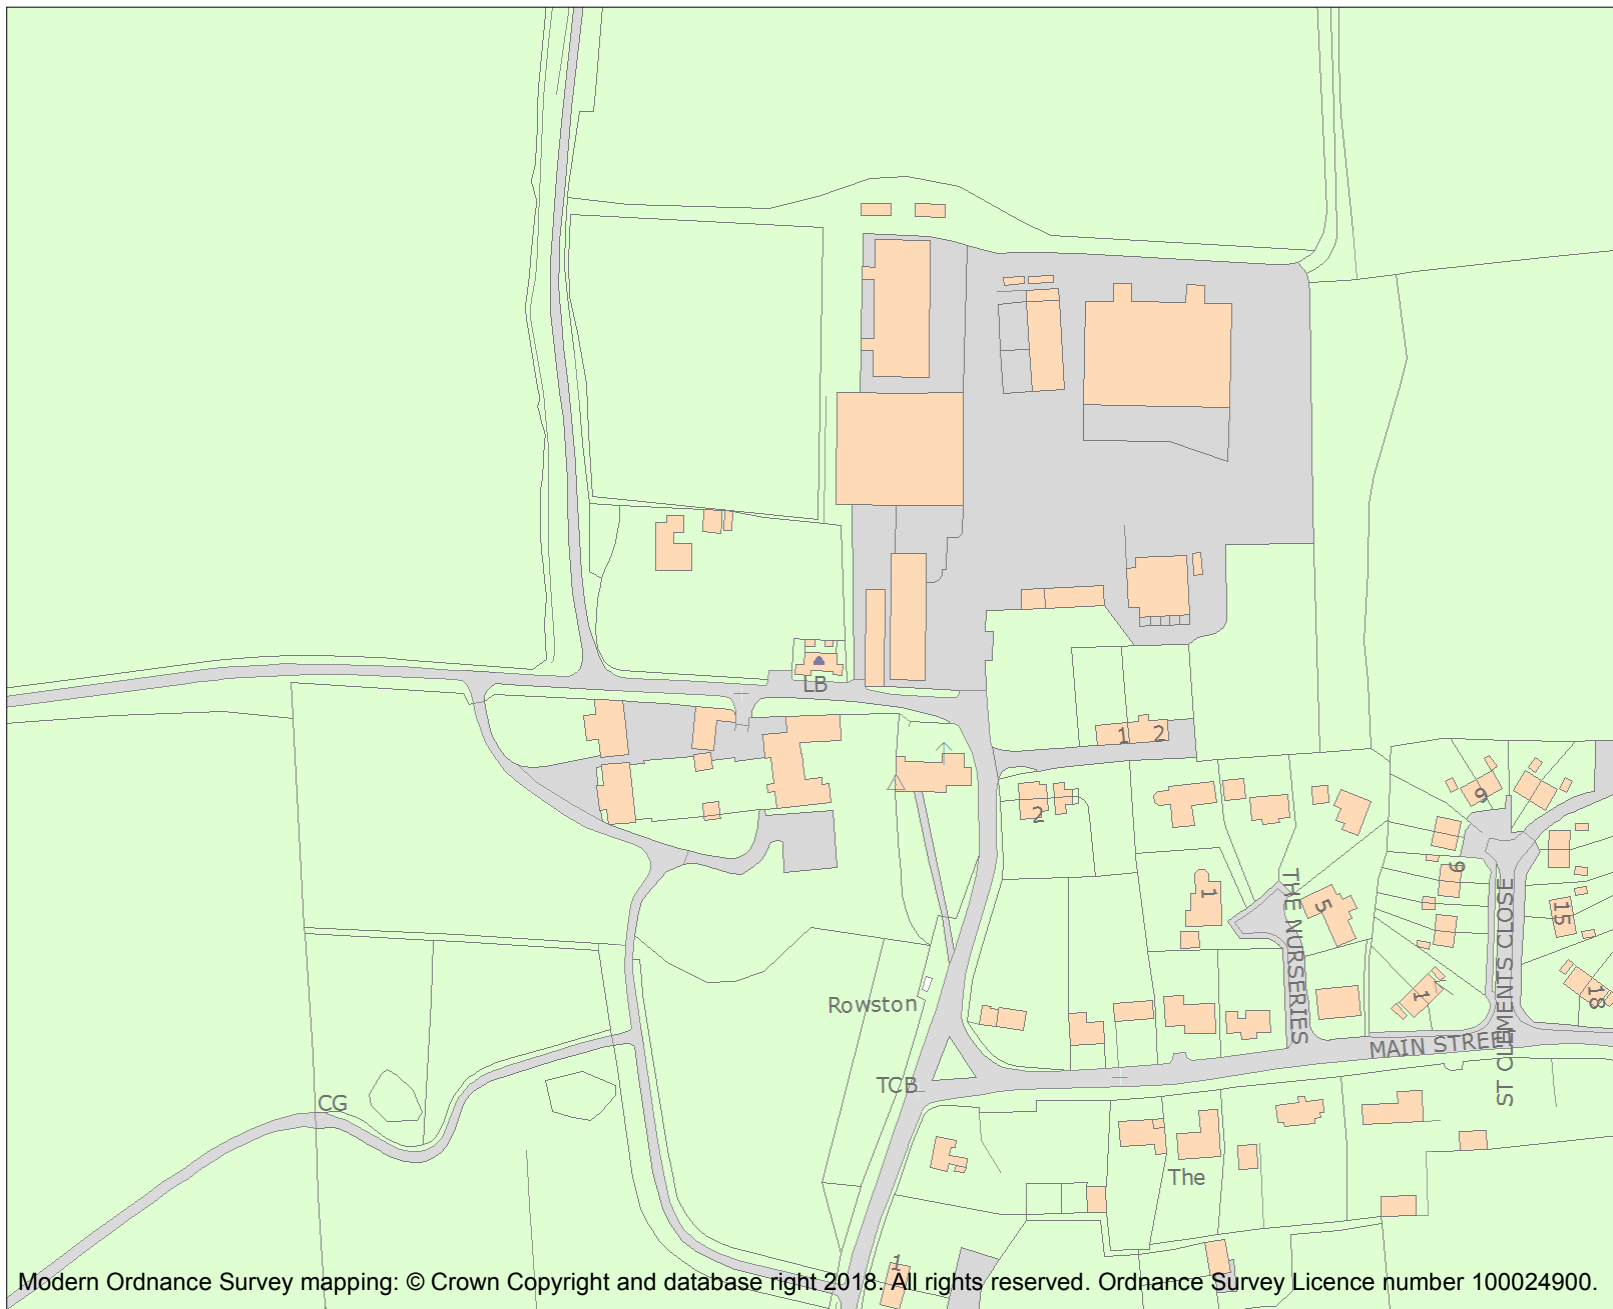 LB
1
2
2
9
1
THE NURSERIES
5
9
15
ST CLEMENTS CLOSE
1
18
Rowston
MAIN STREET
TCB
CG
The
1
Modern Ordnance Survey mapping: © Crown Copyright and database right 2018. All rights reserved. Ordnance Survey Licence number 100024900.